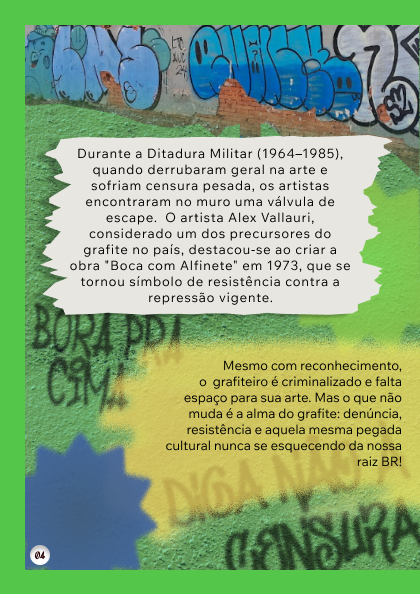 Durante a Ditadura Militar (1964–1985),
quando derrubaram geral na arte e
sofriam censura pesada, os artistas
encontraram no muro uma válvula de
escape. O artista Alex Vallauri,
considerado um dos precursores do
grafite no país, destacou-se ao criar a
obra "Boca com Alfinete" em 1973, que se
tornou símbolo de resistência contra a
repressão vigente.
BORA PRA
CIMA
Mesmo com reconhecimento,
o grafiteiro é criminalizado e falta
espaço para sua arte. Mas o que não
muda é a alma do grafite: denúncia,
resistência e aquela mesma pegada
cultural nunca se esquecendo da nossa
raiz BR!
DIGA NÃO A
CENSURA
04